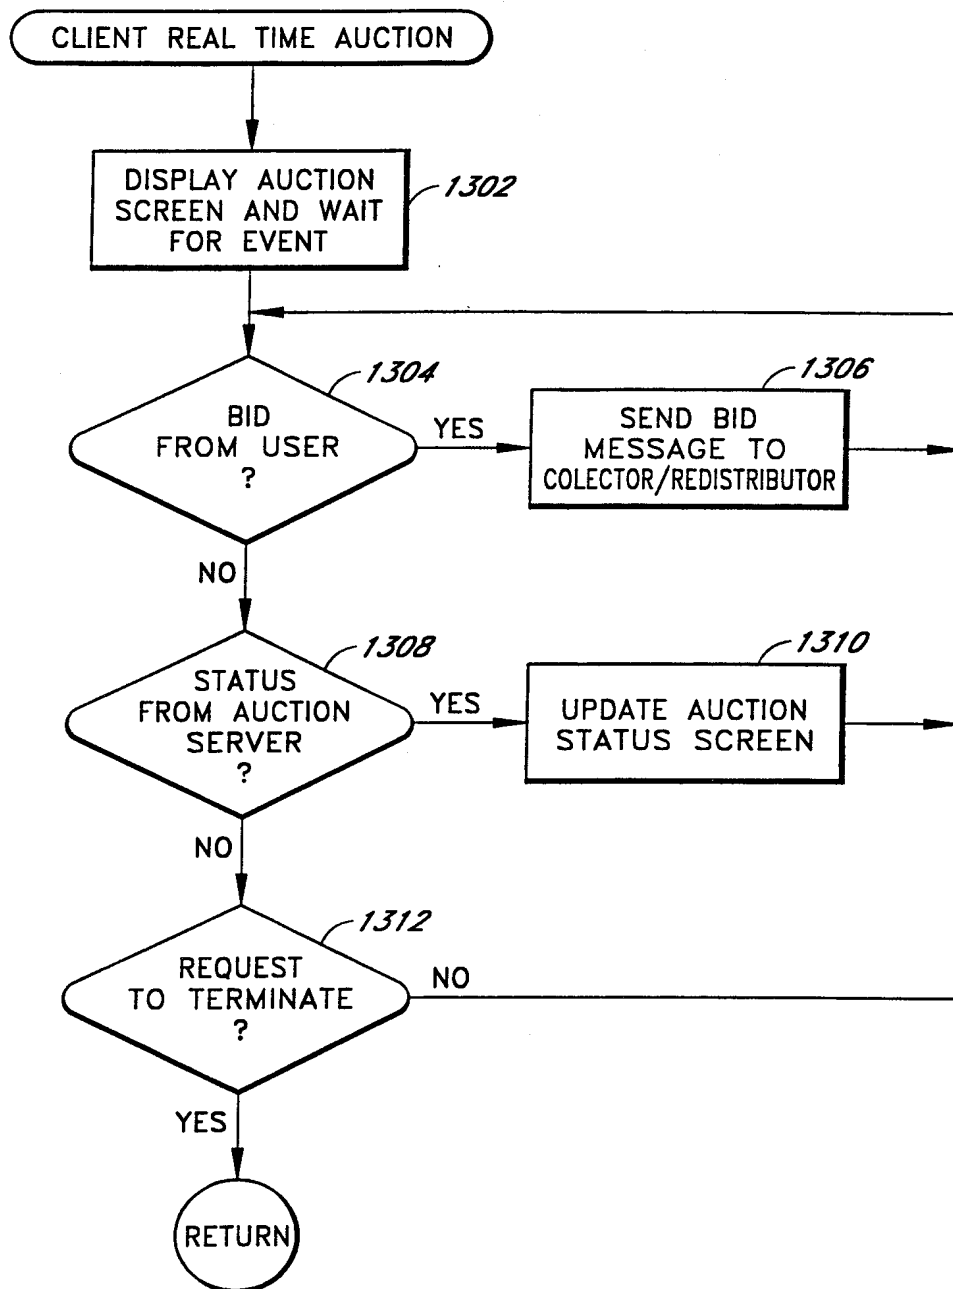 CLIENT REAL TIME AUCTION
DISPLAY AUCTION
SCREEN AND WAIT
FOR EVENT
1302
BID
FROM USER
?
1304
YES
SEND BID
MESSAGE TO
COLECTOR/REDISTRIBUTOR
1306
NO
STATUS
FROM AUCTION
SERVER
?
1308
YES
UPDATE AUCTION
STATUS SCREEN
1310
NO
REQUEST
TO TERMINATE
?
1312
NO
YES
RETURN